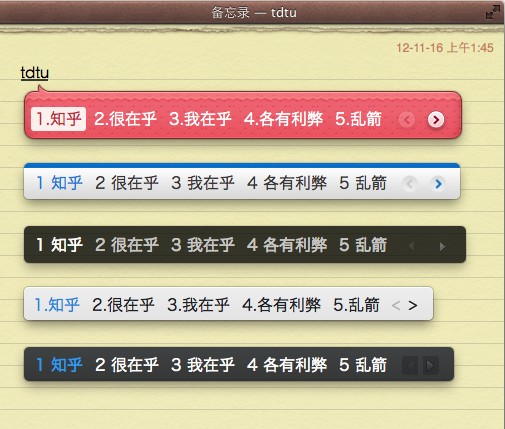 备忘录 — tdtu
12-11-16 上午1:45
tdtu
1.知乎 2.很在乎 3.我在乎 4.各有利弊 5.乱箭
1 知乎 2 很在乎 3 我在乎 4 各有利弊 5 乱箭
1 知乎 2 很在乎 3 我在乎 4 各有利弊 5 乱箭
1.知乎 2.很在乎 3.我在乎 4.各有利弊 5.乱箭 < >
1 知乎 2 很在乎 3 我在乎 4 各有利弊 5 乱箭